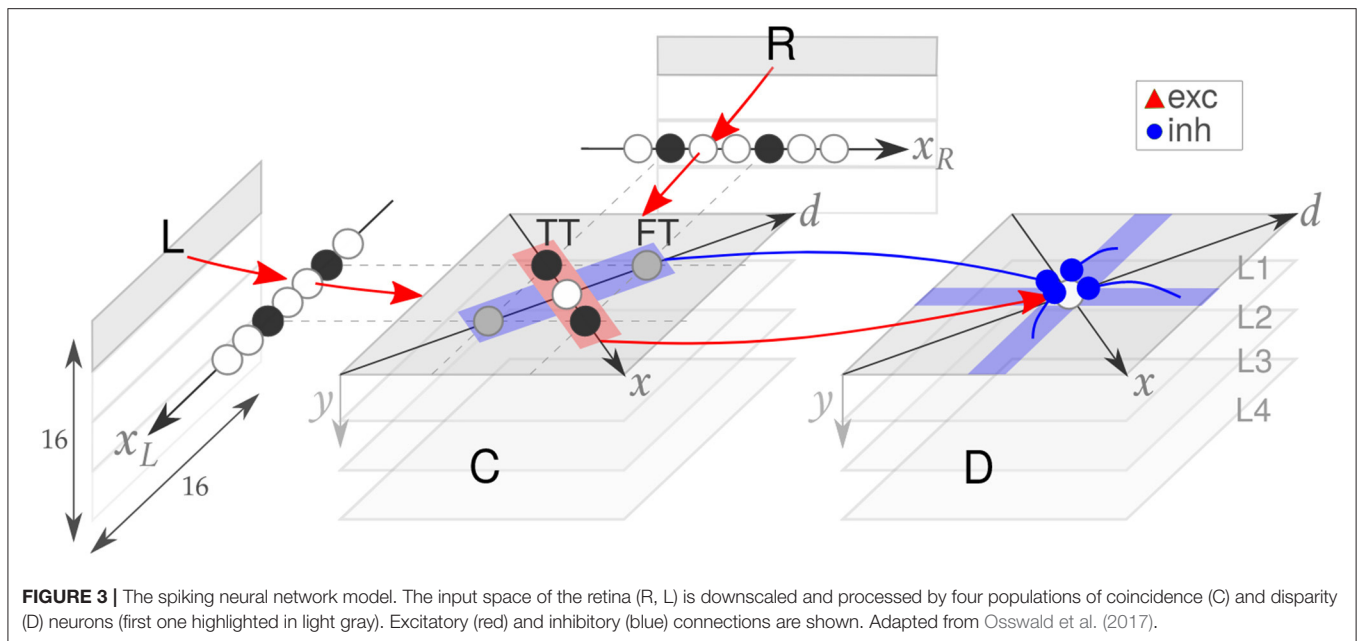 R
exc
inh
x_R
L
TT
FT
d
d
L1
L2
L3
L4
x
x
y
y
16
x_L
16
C
D
FIGURE 3 | The spiking neural network model. The input space of the retina (R, L) is downscaled and processed by four populations of coincidence (C) and disparity
(D) neurons (first one highlighted in light gray). Excitatory (red) and inhibitory (blue) connections are shown. Adapted from Osswald et al. (2017).